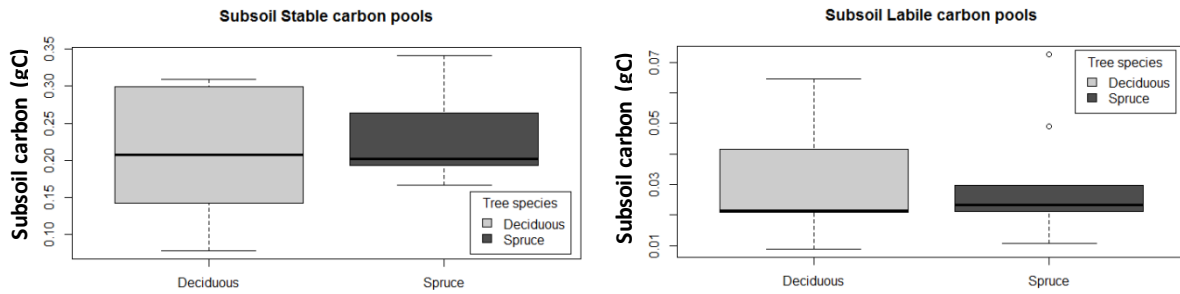 Subsoil Stable carbon pools
Subsoil carbon (gC)
0.35
0.30
0.25
0.20
0.15
0.10
Tree species
Deciduous
Spruce
Deciduous Spruce
Subsoil Labile carbon pools
Subsoil carbon (gC)
0.07
0.05
0.03
0.01
Tree species
Deciduous
Spruce
Deciduous Spruce